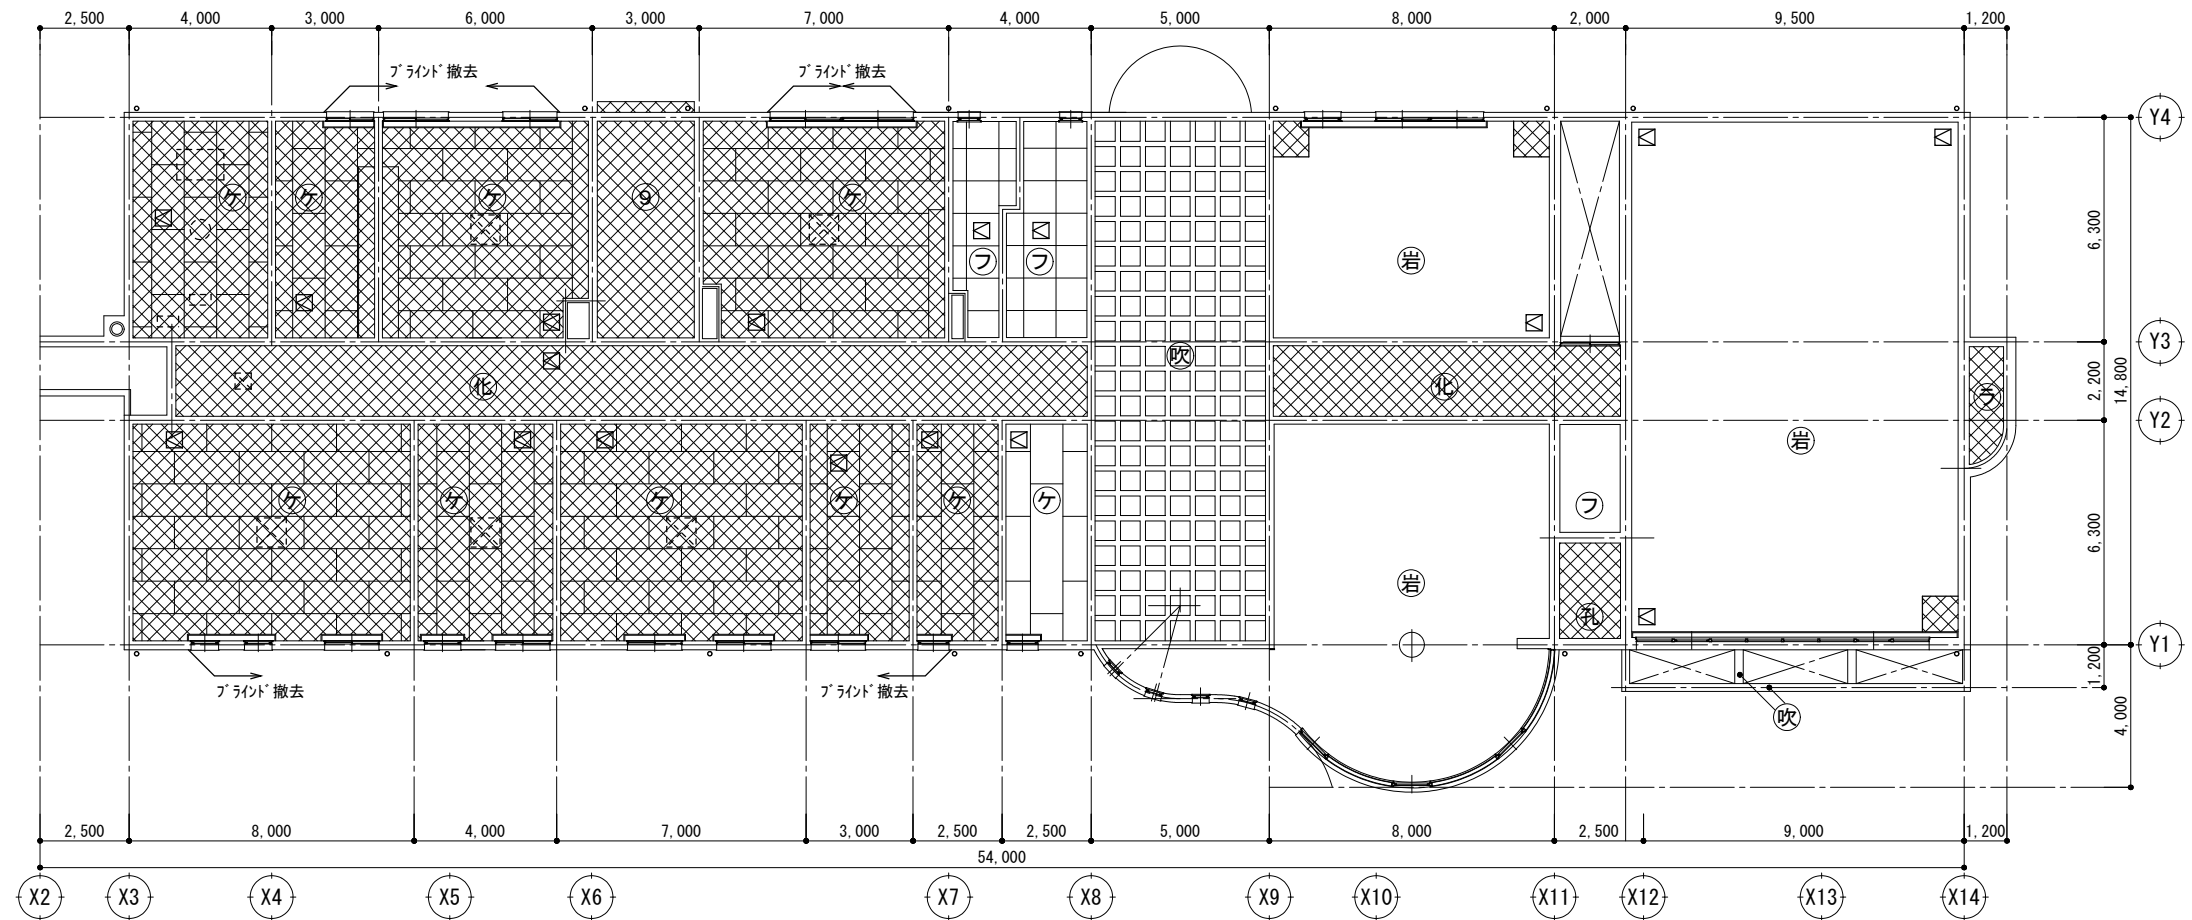 2,500 4,000 3,000 6,000 3,000 7,000 4,000 5,000 8,000 2,000 9,500 1,200
ブラインド撤去 ブラインド撤去
Y4
ケ ケ ケ 9 ケ
6,300
フ フ 岩
Y3
吹
化 化 ラ
2,200 14,800
Y2
岩
ケ ケ ケ ケ ケ ケ フ
6,300
岩 孔
Y1
1,200
ブラインド撤去 ブラインド撤去
吹 4,000
2,500 8,000 4,000 7,000 3,000 2,500 2,500 5,000 8,000 2,500 9,000 1,200
54,000
X2 X3 X4 X5 X6 X7 X8 X9 X10 X11 X12 X13 X14